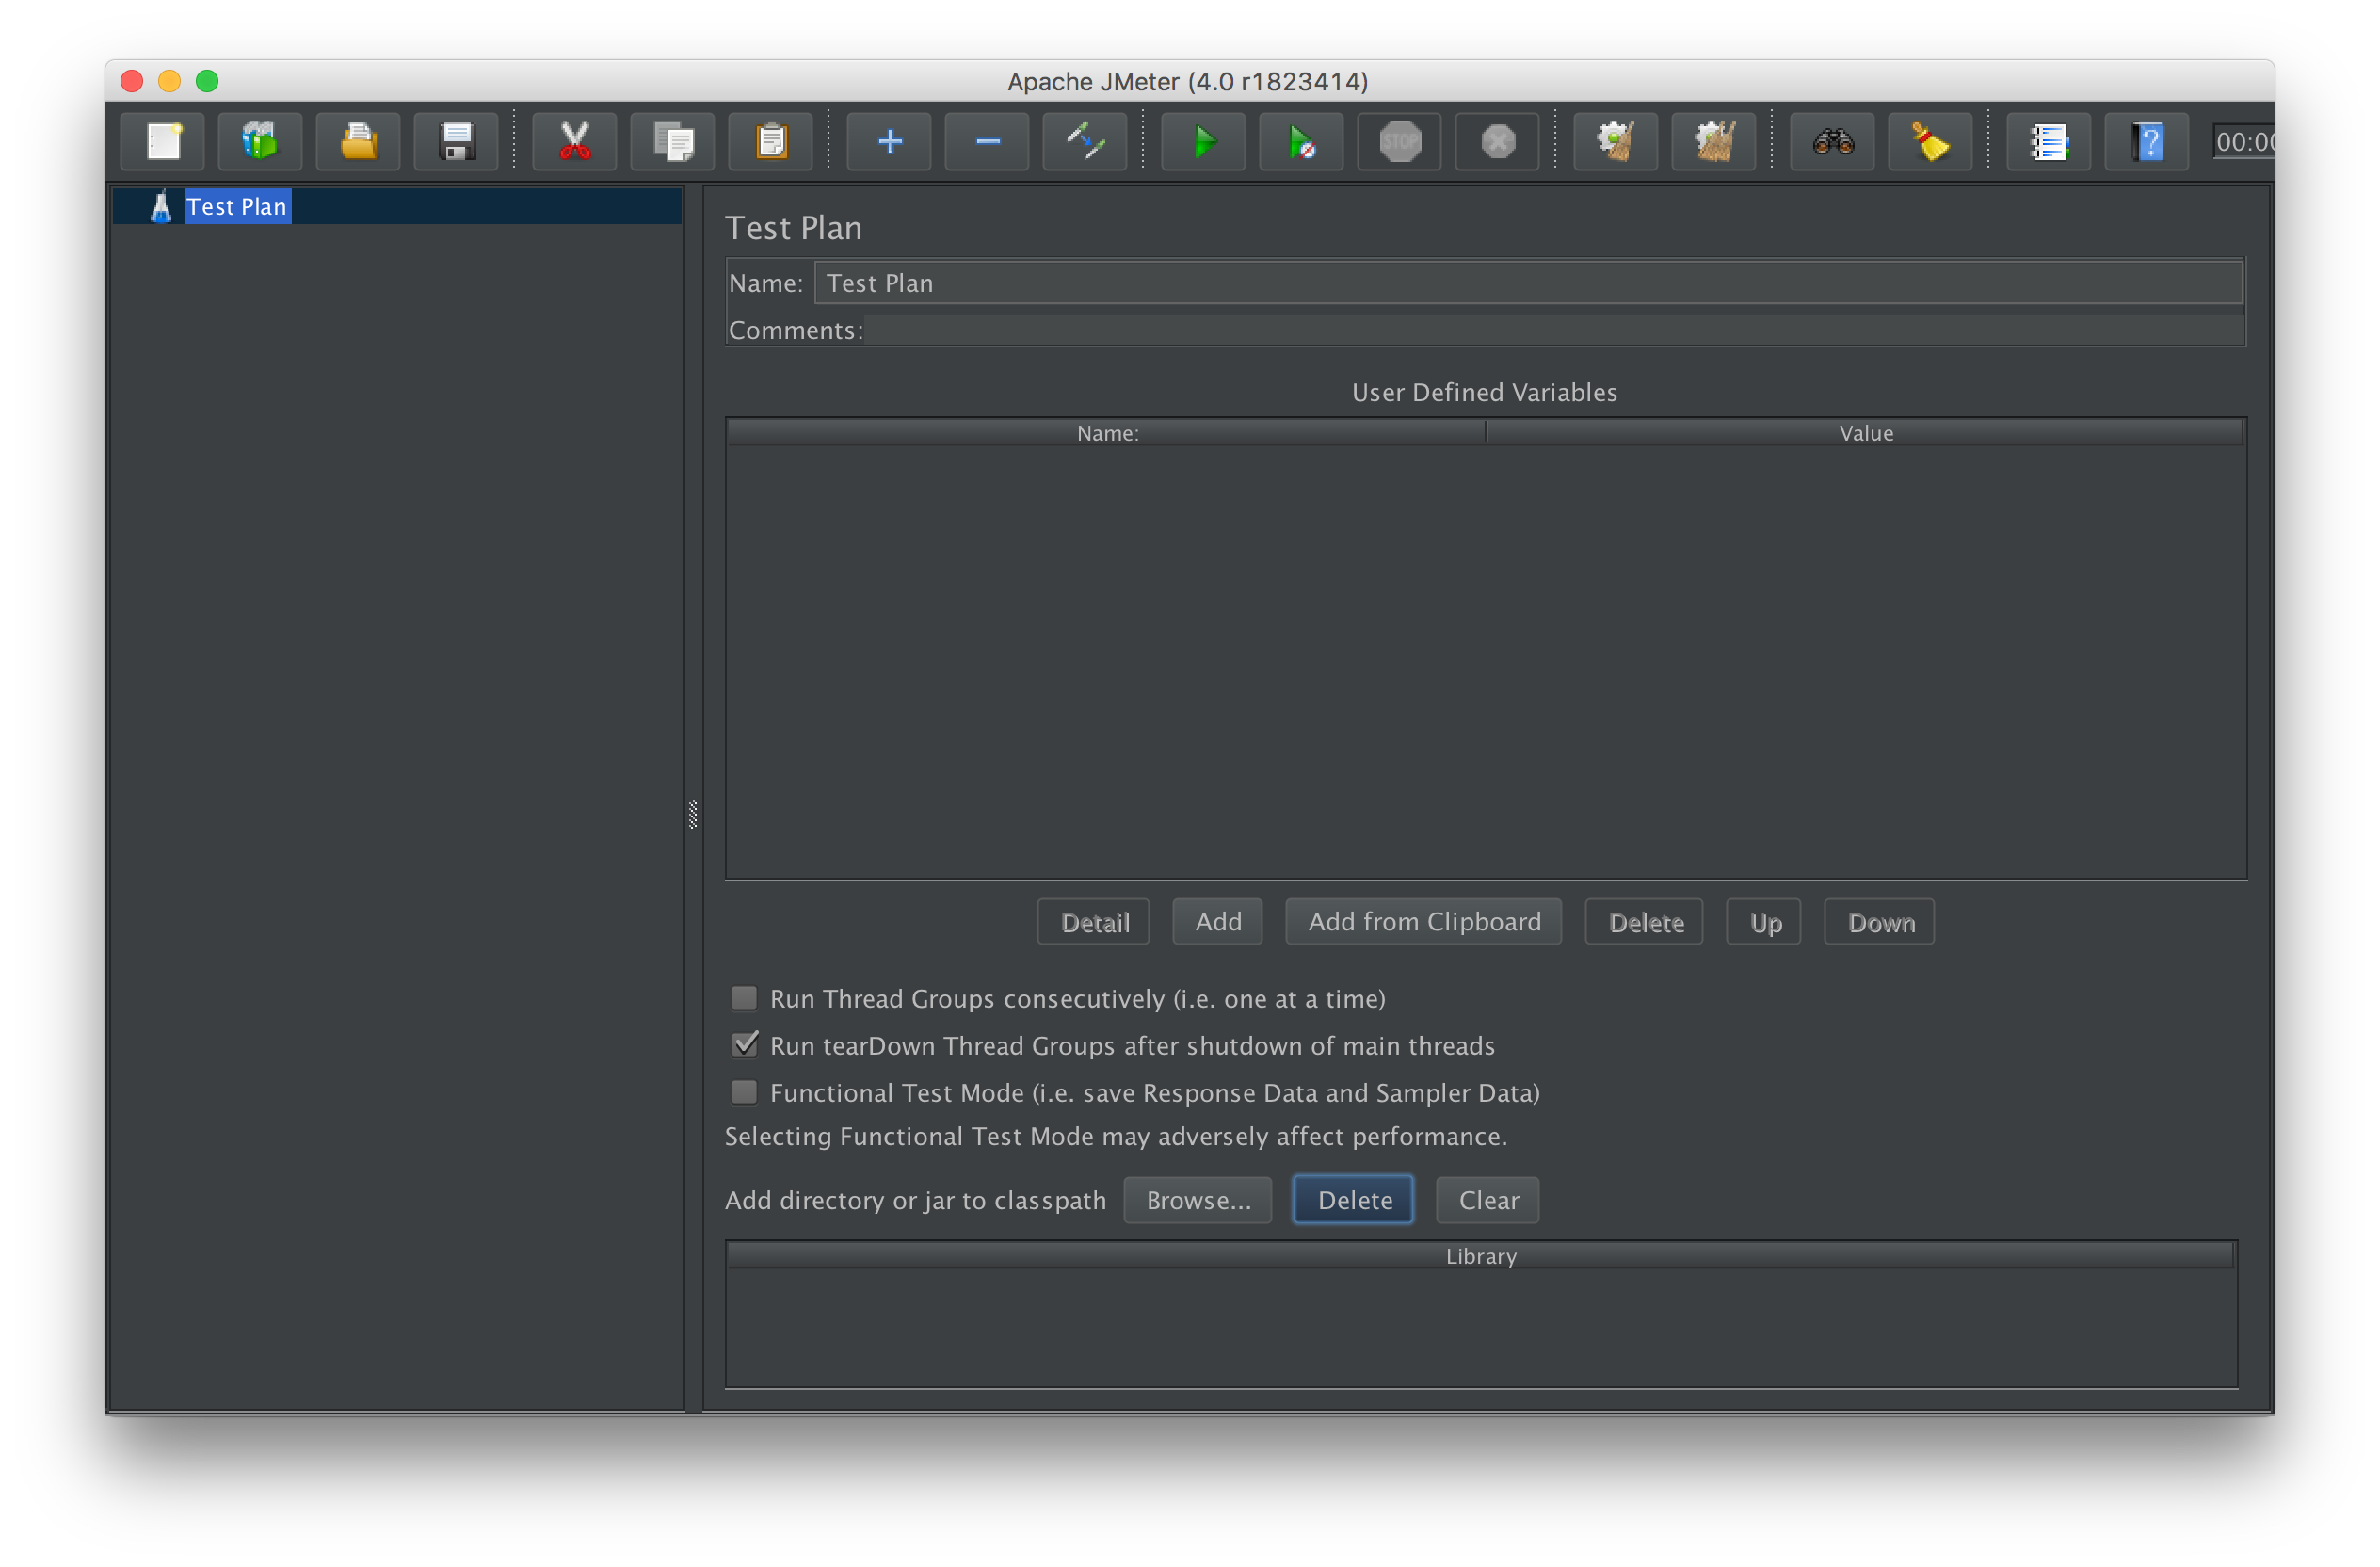 Apache JMeter (4.0 r1823414)
STOP
?
00:00
Test Plan
Test Plan
Name: Test Plan
Comments:
User Defined Variables
Name: Value
Detail Add Add from Clipboard Delete Up Down
Run Thread Groups consecutively (i.e. one at a time)
Run tearDown Thread Groups after shutdown of main threads
Functional Test Mode (i.e. save Response Data and Sampler Data)
Selecting Functional Test Mode may adversely affect performance.
Add directory or jar to classpath Browse... Delete Clear
Library